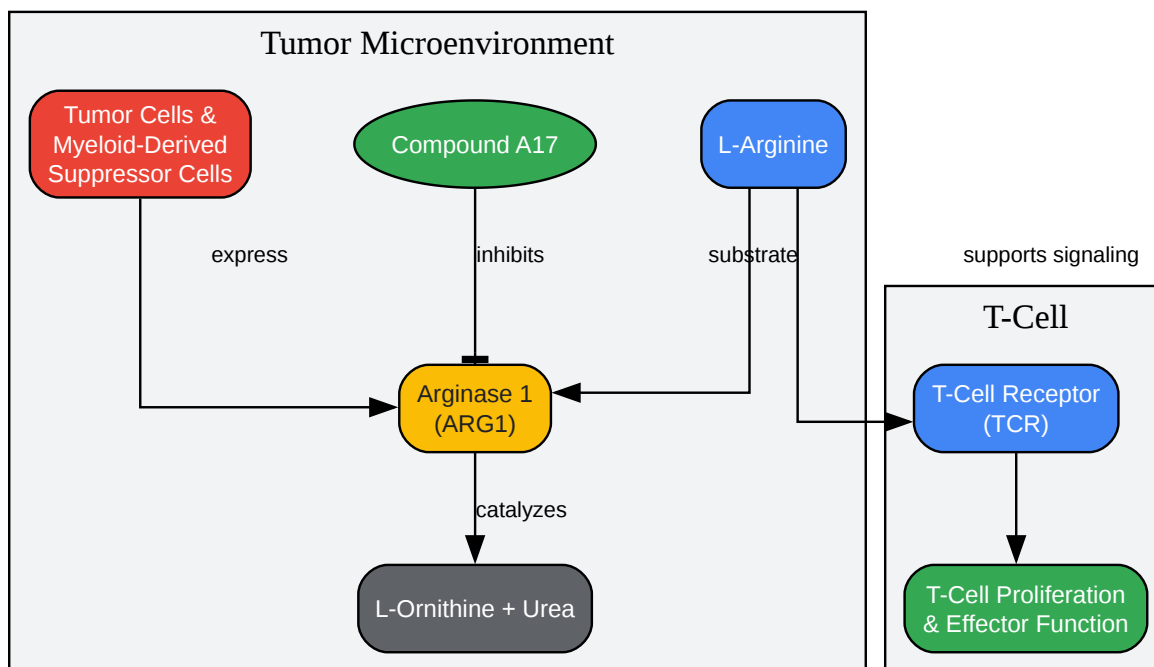 Tumor Microenvironment
Tumor Cells &
Myeloid-Derived
Suppressor Cells
Compound A17
L-Arginine
express
inhibits
substrate
supports signaling
T-Cell
Arginase 1
(ARG1)
T-Cell Receptor
(TCR)
catalyzes
L-Ornithine + Urea
T-Cell Proliferation
& Effector Function